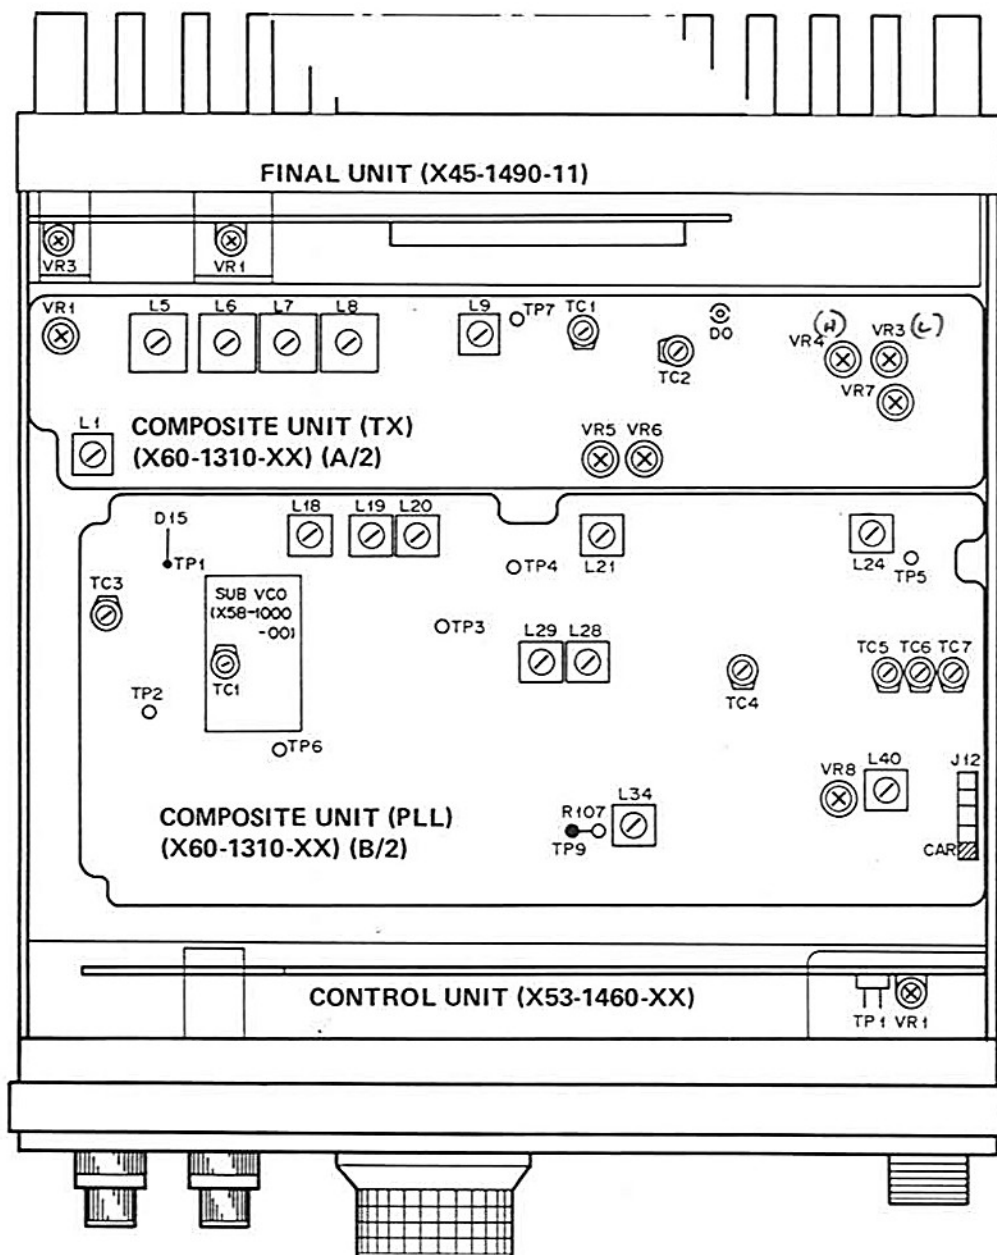 FINAL UNIT (X45-1490-11)
VR3
VR1
VR1
L5
L6
L7
L8
L9
TP7
TC1
DO
(H)
VR4
VR3 (L)
TC2
VR7
L1
COMPOSITE UNIT (TX)
(X60-1310-XX) (A/2)
VR5
VR6
D15
L18
L19
L20
TP1
TP4
L21
L24
TP5
TC3
SUB VCO
(X58-1000
-00)
TP3
L29
L28
TC5
TC6
TC7
TC1
TC4
TP2
TP6
VR8
L40
J12
COMPOSITE UNIT (PLL)
(X60-1310-XX) (B/2)
R107
L34
TP9
CAR
CONTROL UNIT (X53-1460-XX)
TP1
VR1